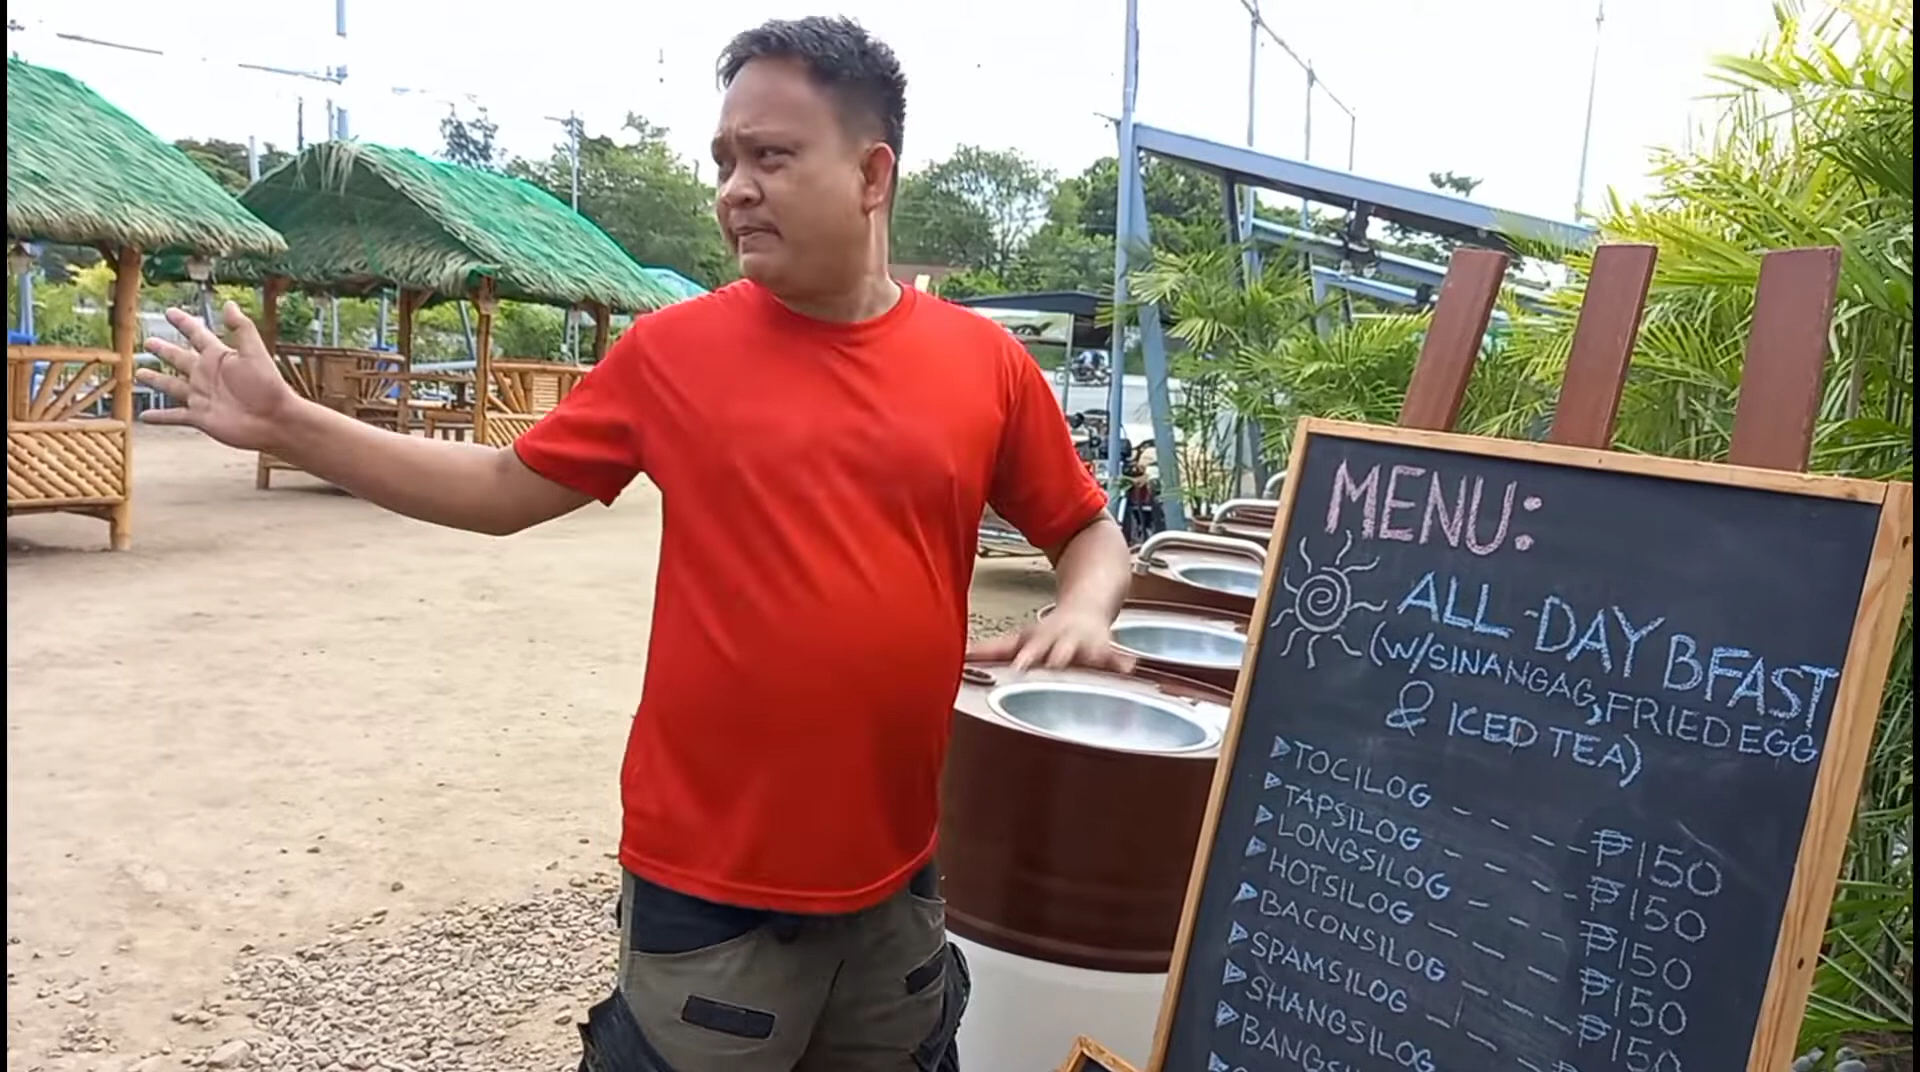 MENU:
ALL-DAY BFAST
(W/SINANGAG, FRIED EGG
& ICED TEA)
TOCILOG - - - - ₱150
TAPSILOG - - - - ₱150
LONGSILOG - - - ₱150
HOTSILOG - - - - ₱150
BACONSILOG - - - ₱150
SPAMSILOG
SHANGSILOG